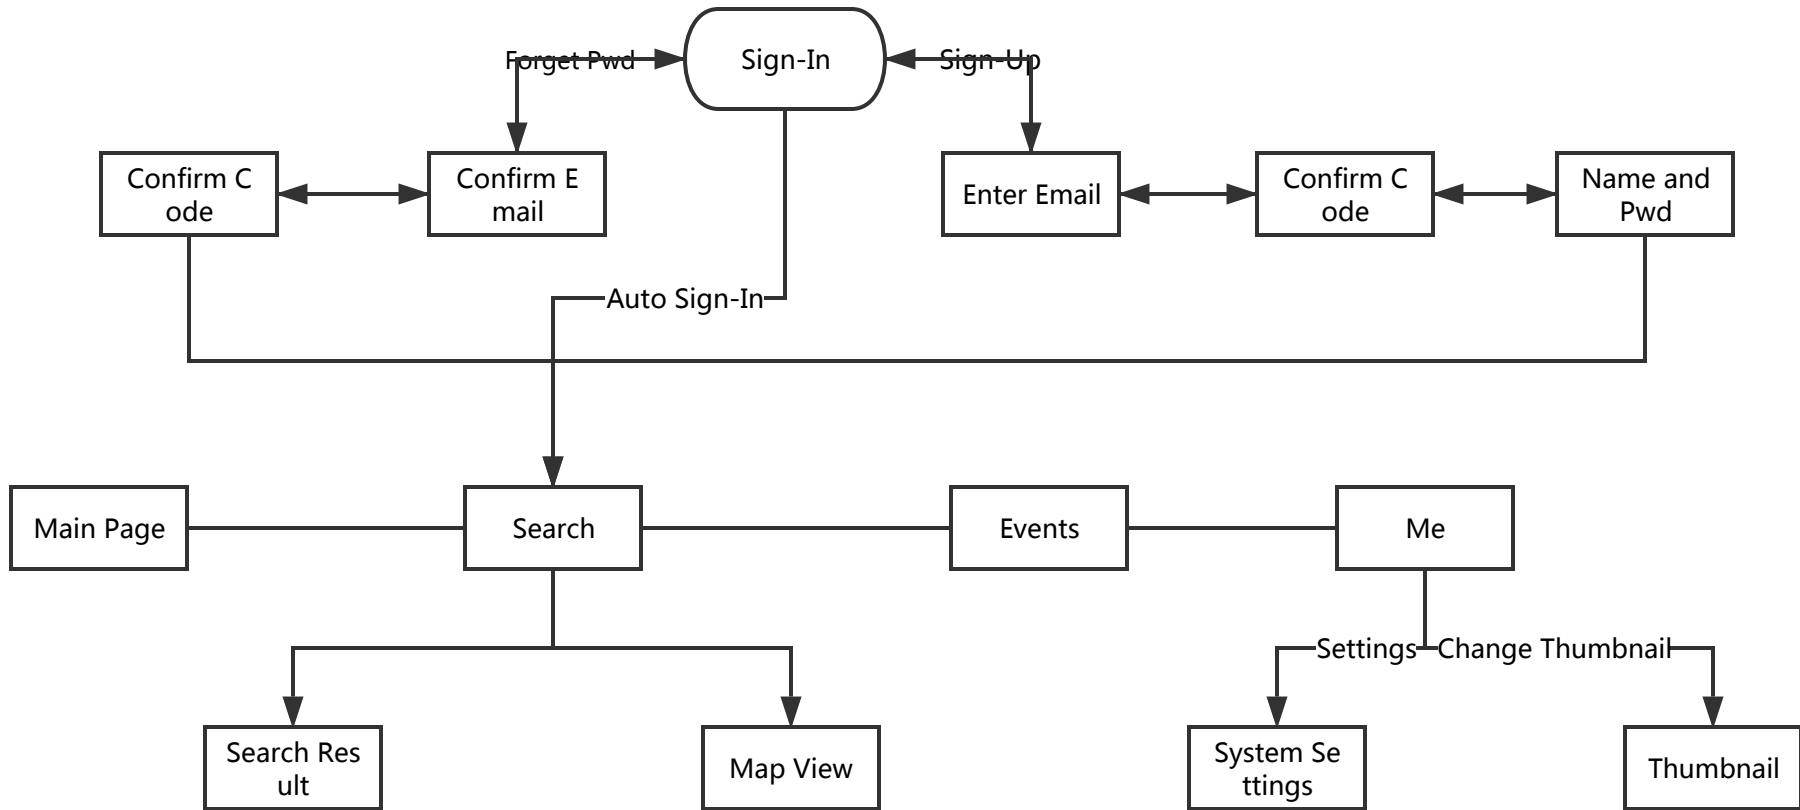 Forget Pwd
Sign-In
Sign-Up
Confirm C
ode
Confirm E
mail
Enter Email
Confirm C
ode
Name and
Pwd
Auto Sign-In
Main Page
Search
Events
Me
Settings
Change Thumbnail
Search Res
ult
Map View
System Se
ttings
Thumbnail